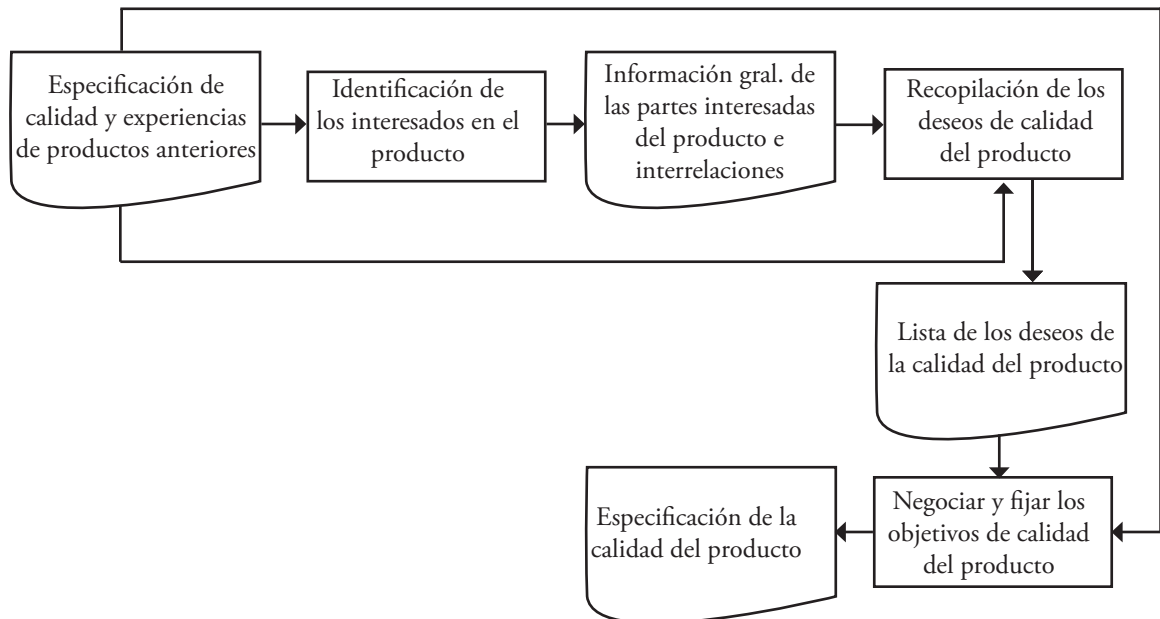 Especificación de
calidad y experiencias
de productos anteriores
Identificación de
los interesados en el
producto
Información gral. de
las partes interesadas
del producto e
interrelaciones
Recopilación de los
deseos de calidad
del producto
Lista de los deseos de
la calidad del producto
Negociar y fijar los
objetivos de calidad
del producto
Especificación de la
calidad del producto